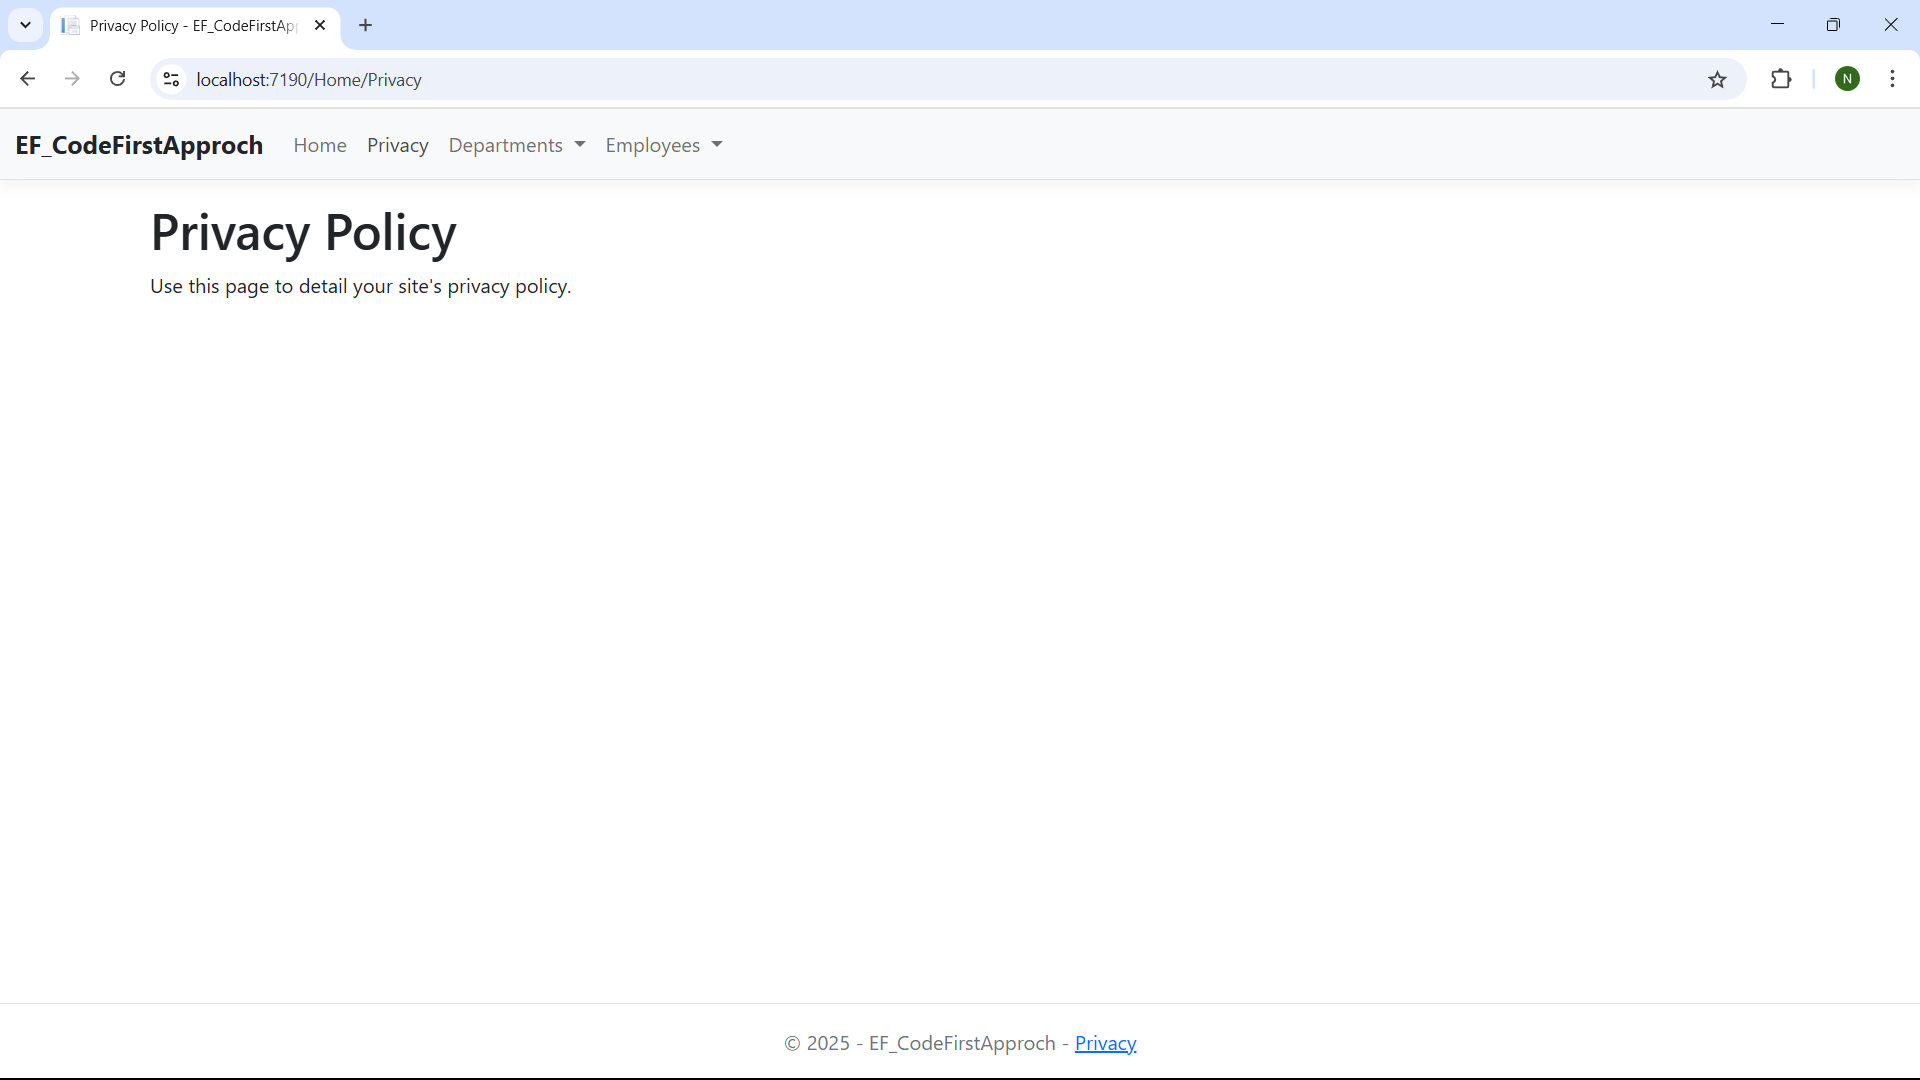 Privacy Policy - EF_CodeFirstAp
localhost:7190/Home/Privacy
N
EF_CodeFirstApproch Home Privacy Departments Employees
Privacy Policy
Use this page to detail your site's privacy policy.
© 2025 - EF_CodeFirstApproch - Privacy